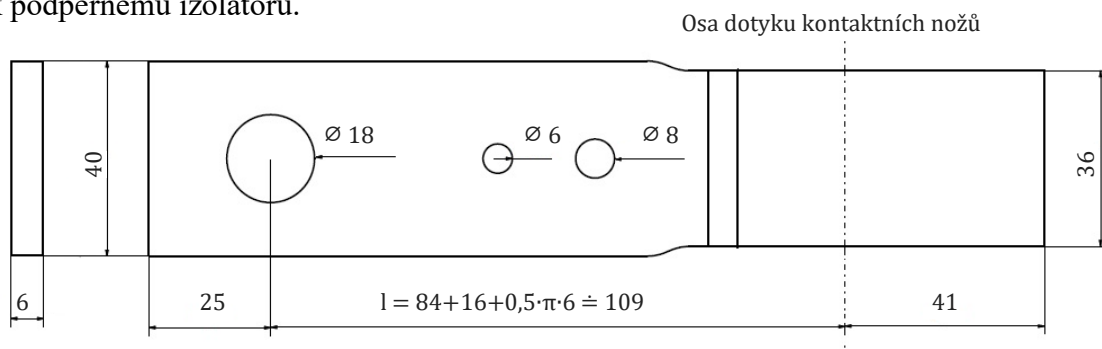 podpěrnému izolátoru.
Osa dotyku kontaktních nožů
∅ 18
∅ 6
∅ 8
40
36
6
25
l = 84+16+0,5·π·6 ≐ 109
41